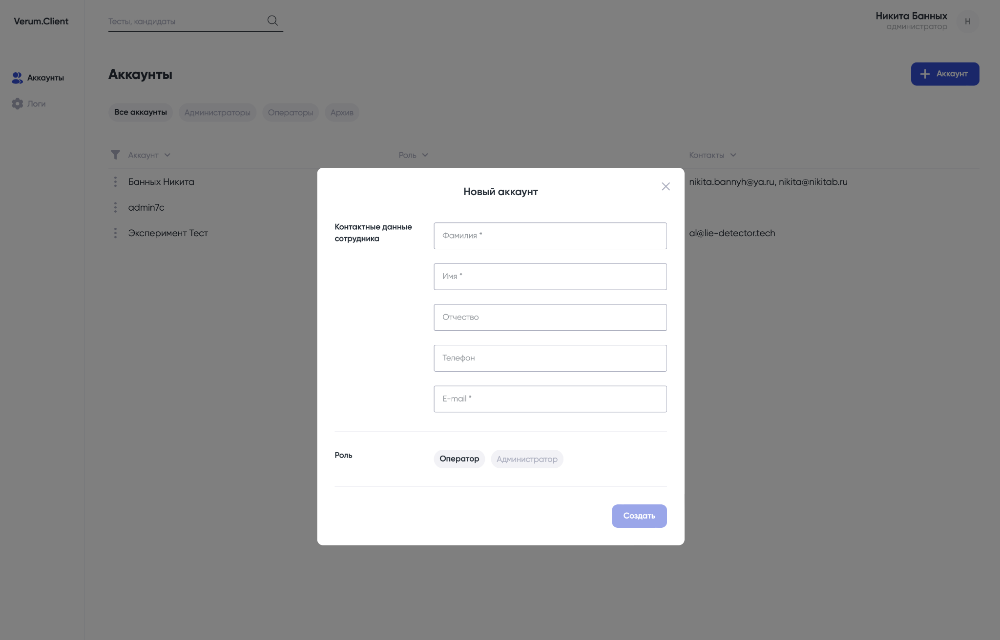 Verum.Client
Тесты, кандидаты
Никита Банных
администратор
Н
Аккаунты
Логи
Аккаунты
Аккаунт
Все аккаунты
Администраторы
Операторы
Архив
Аккаунт
Роль
Контакты
Банных Никита
nikita.bannyh@ya.ru, nikita@nikitab.ru
admin7c
Эксперимент Тест
al@lie-detector.tech
Новый аккаунт
Контактные данные
сотрудника
Фамилия *
Имя *
Отчество
Телефон
E-mail *
Роль
Оператор
Администратор
Создать